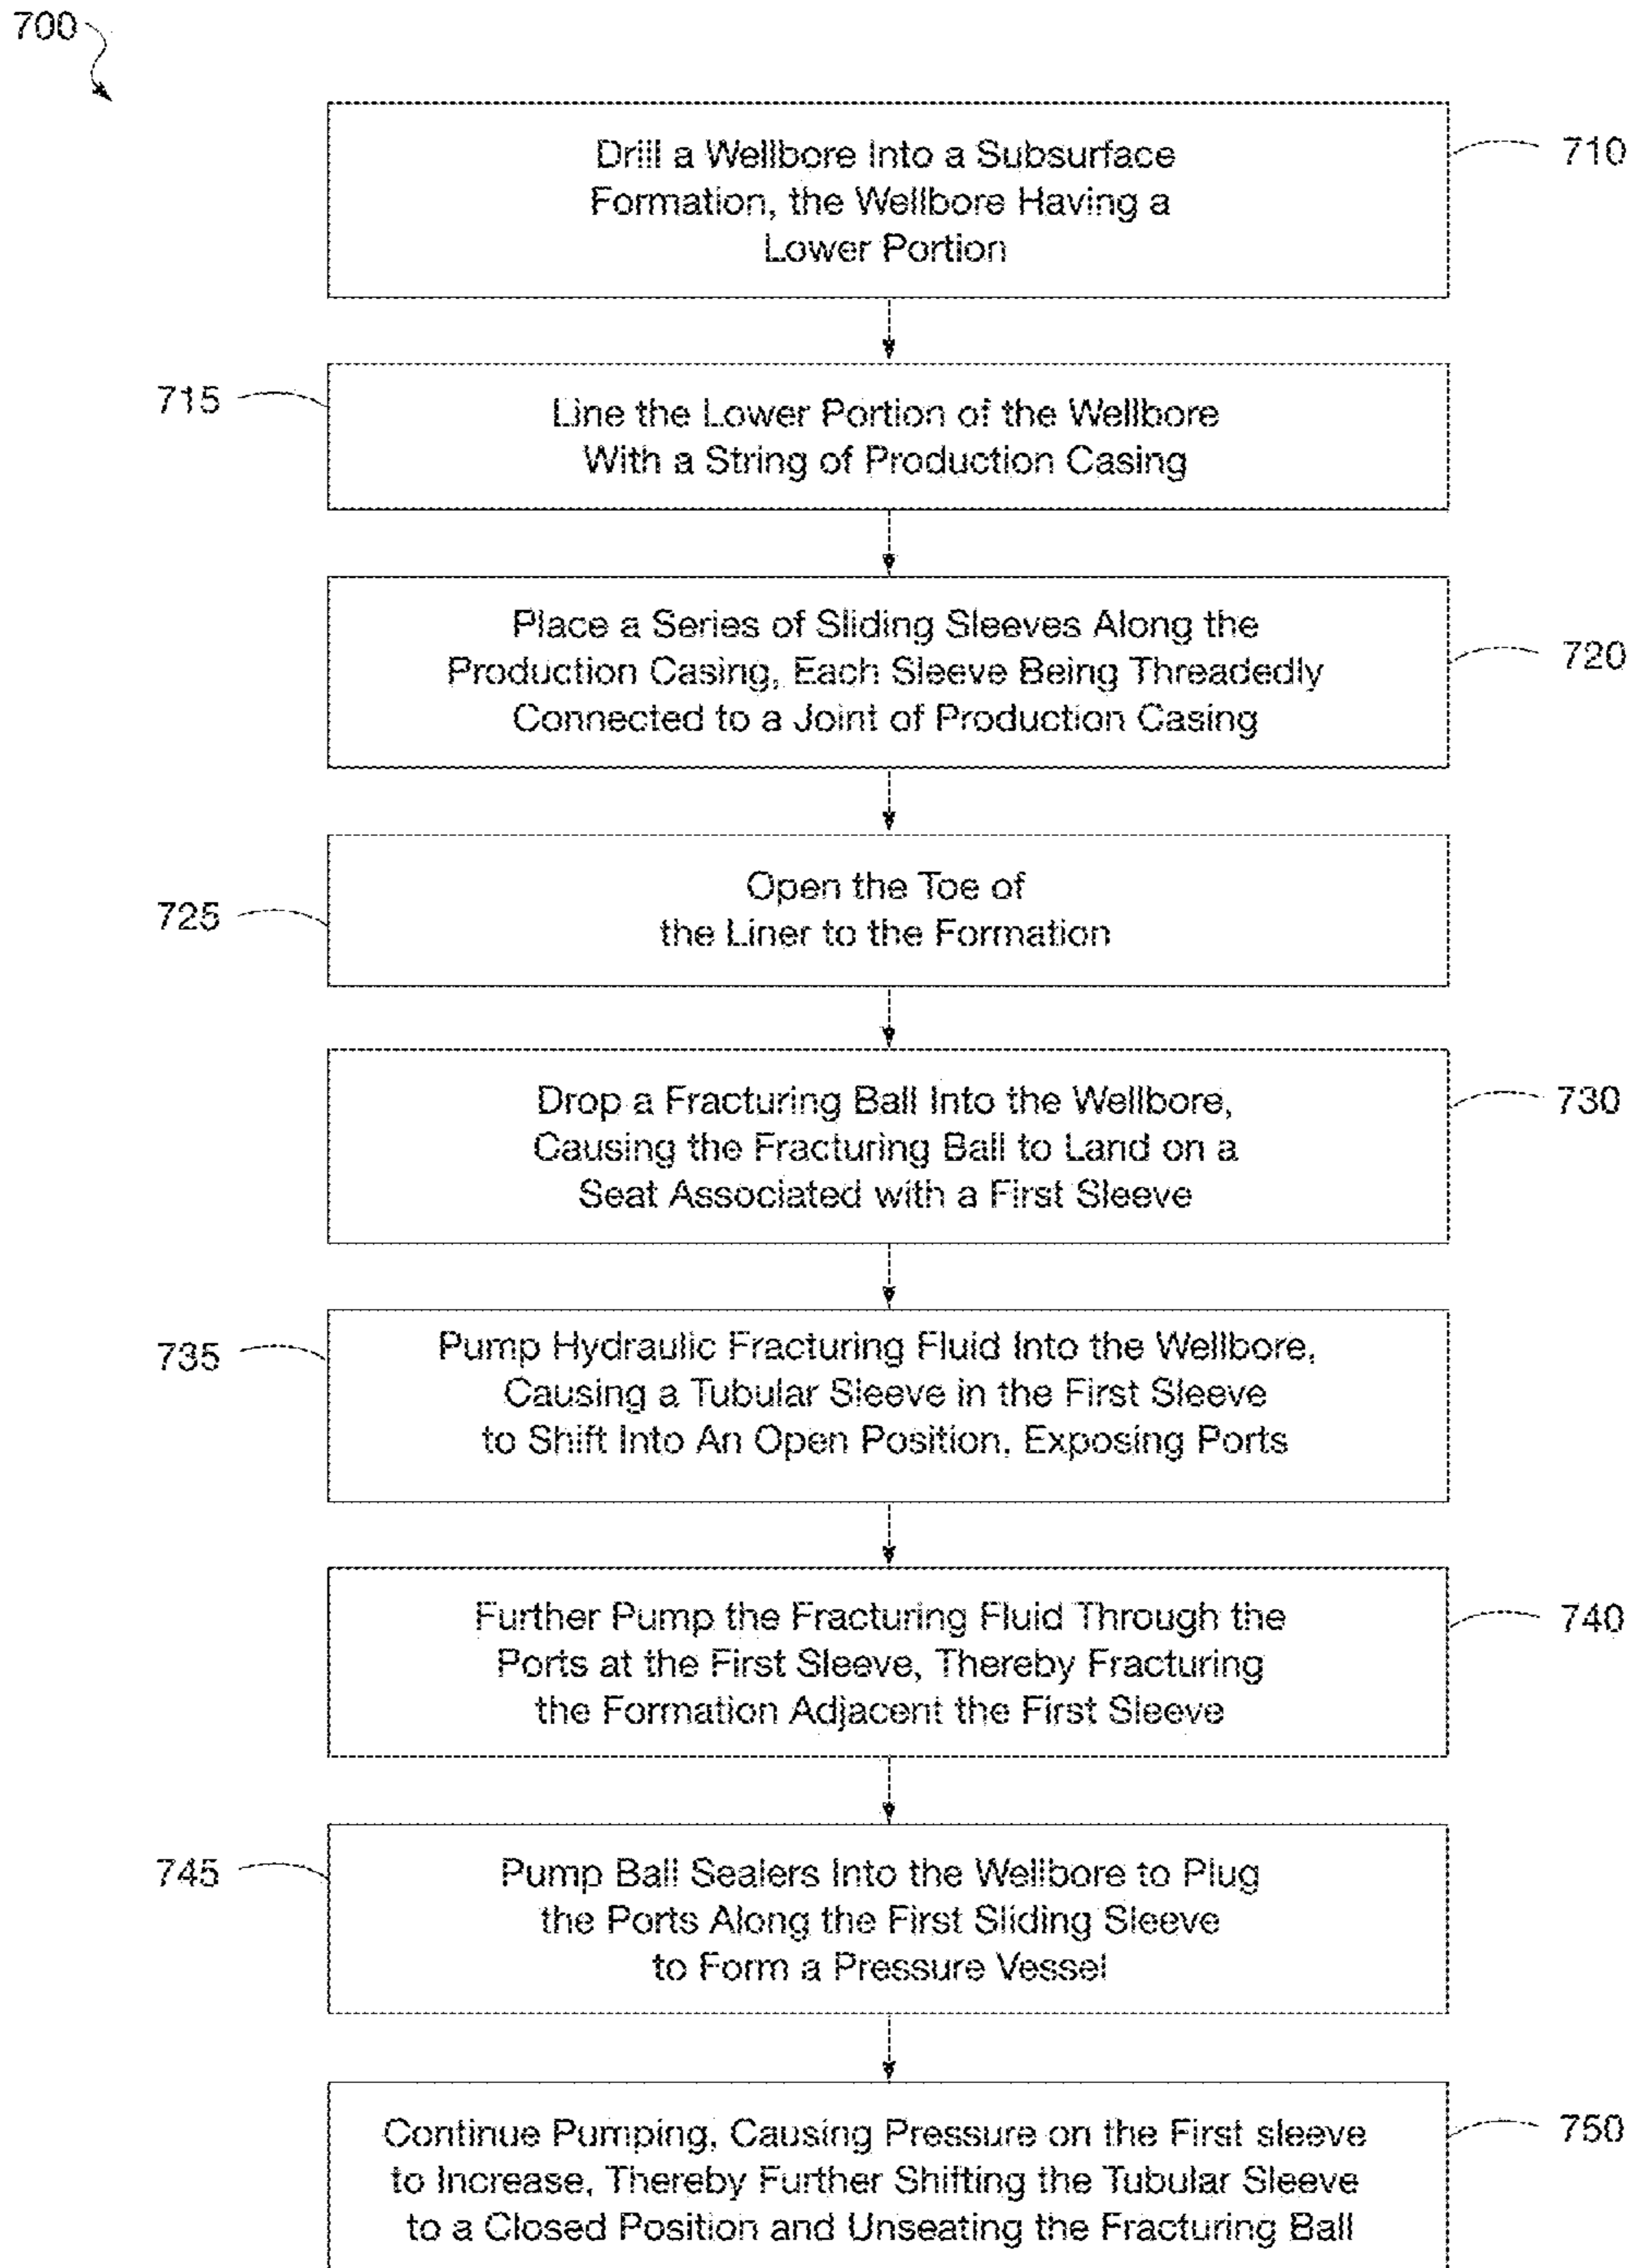 700
Drill a Wellbore Into a Subsurface
Formation, the Wellbore Having a
Lower Portion
710
715
Line the Lower Portion of the Wellbore
With a String of Production Casing
Place a Series of Sliding Sleeves Along the
Production Casing, Each Sleeve Being Threadedly
Connected to a Joint of Production Casing
720
725
Open the Toe of
the Liner to the Formation
Drop a Fracturing Ball Into the Wellbore,
Causing the Fracturing Ball to Land on a
Seat Associated with a First Sleeve
730
735
Pump Hydraulic Fracturing Fluid Into the Wellbore,
Causing a Tubular Sleeve in the First Sleeve
to Shift Into An Open Position, Exposing Ports
Further Pump the Fracturing Fluid Through the
Ports at the First Sleeve, Thereby Fracturing
the Formation Adjacent the First Sleeve
740
745
Pump Ball Sealers Into the Wellbore to Plug
the Ports Along the First Sliding Sleeve
to Form a Pressure Vessel
Continue Pumping, Causing Pressure on the First sleeve
to Increase, Thereby Further Shifting the Tubular Sleeve
to a Closed Position and Unseating the Fracturing Ball
750